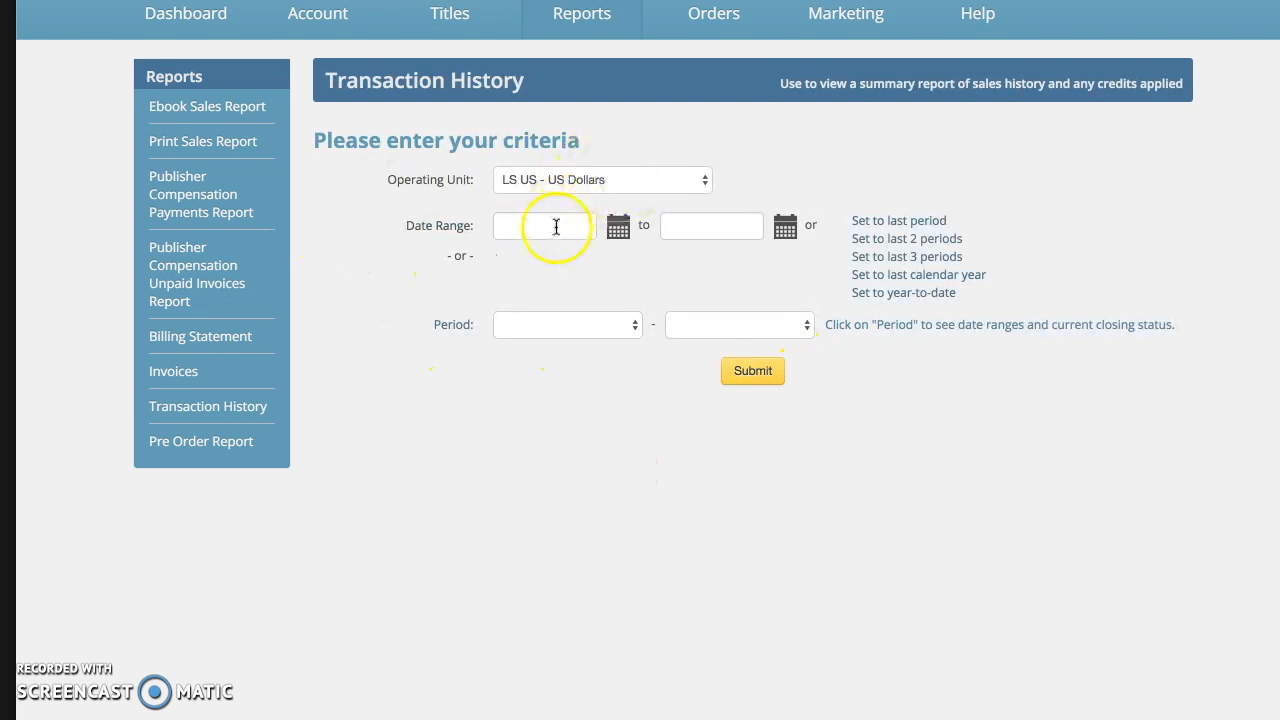 Dashboard Account Titles Reports Orders Marketing Help
Reports
Ebook Sales Report
Print Sales Report
Publisher
Compensation
Payments Report
Publisher
Compensation
Unpaid Invoices
Report
Billing Statement
Invoices
Transaction History
Pre Order Report
Transaction History
Use to view a summary report of sales history and any credits applied
Please enter your criteria
Operating Unit: LS US - US Dollars
Date Range: to or
- or -
Set to last period
Set to last 2 periods
Set to last 3 periods
Set to last calendar year
Set to year-to-date
Period: - Click on "Period" to see date ranges and current closing status.
Submit
RECORDED WITH
SCREENCAST MATIC